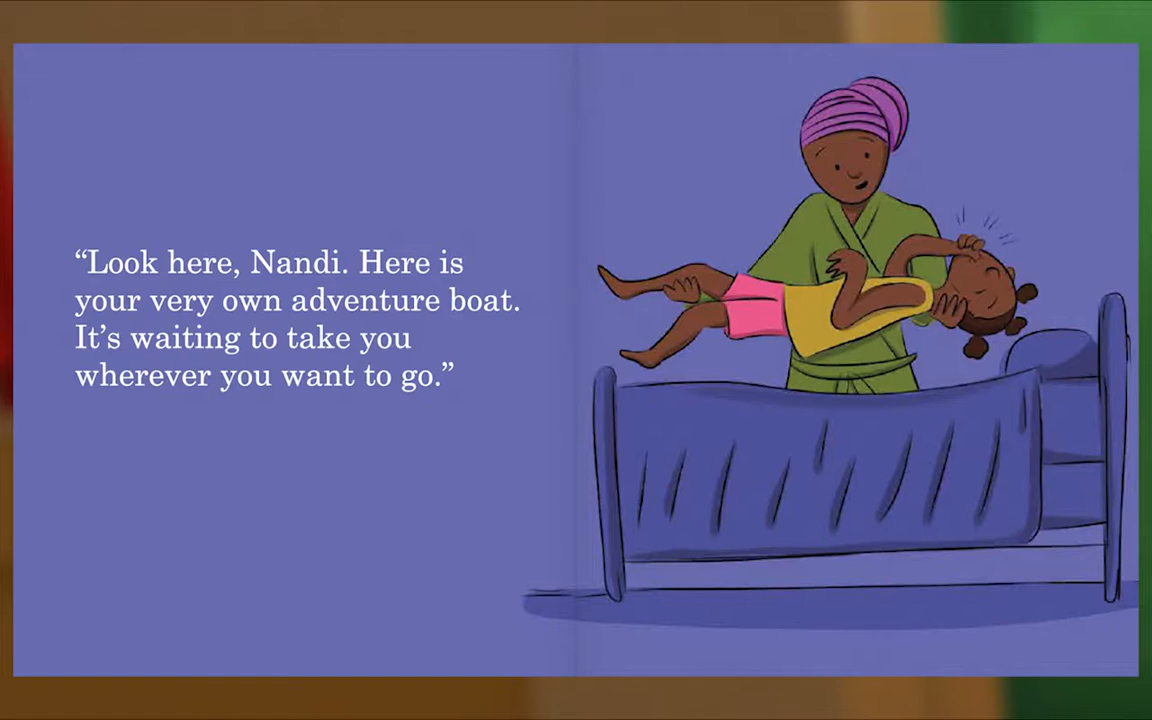 “Look here, Nandi. Here is
your very own adventure boat.
It’s waiting to take you
wherever you want to go.”